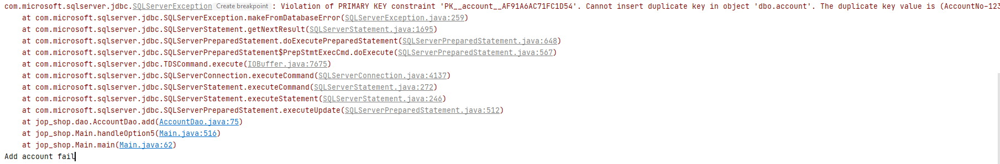 com.microsoft.sqlserver.jdbc.SQLServerException Create breakpoint : Violation of PRIMARY KEY constraint 'PK__account__AF91A6AC71FC1D54'. Cannot insert duplicate key in object 'dbo.account'. The duplicate key value is (AccountNo-123
at com.microsoft.sqlserver.jdbc.SQLServerException.makeFromDatabaseError(SQLServerException.java:259)
at com.microsoft.sqlserver.jdbc.SQLServerStatement.getNextResult(SQLServerStatement.java:1695)
at com.microsoft.sqlserver.jdbc.SQLServerPreparedStatement.doExecutePreparedStatement(SQLServerPreparedStatement.java:648)
at com.microsoft.sqlserver.jdbc.SQLServerPreparedStatement$PrepStmtExecCmd.doExecute(SQLServerPreparedStatement.java:567)
at com.microsoft.sqlserver.jdbc.TDSCommand.execute(IOBuffer.java:7675)
at com.microsoft.sqlserver.jdbc.SQLServerConnection.executeCommand(SQLServerConnection.java:4137)
at com.microsoft.sqlserver.jdbc.SQLServerStatement.executeCommand(SQLServerStatement.java:272)
at com.microsoft.sqlserver.jdbc.SQLServerStatement.executeStatement(SQLServerStatement.java:246)
at com.microsoft.sqlserver.jdbc.SQLServerPreparedStatement.executeUpdate(SQLServerPreparedStatement.java:512)
at jop_shop.dao.AccountDao.add(AccountDao.java:75)
at jop_shop.Main.handleOption5(Main.java:516)
at jop_shop.Main.main(Main.java:62)
Add account fail